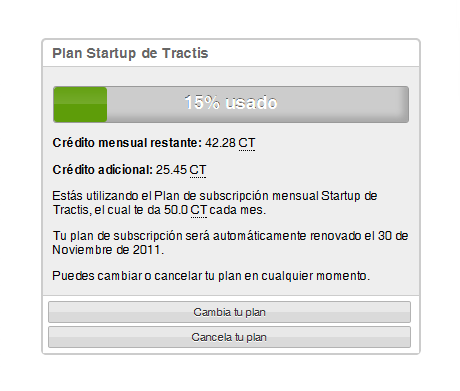 Plan Startup de Tractis
15% usado
Crédito mensual restante: 42.28 CT
Crédito adicional: 25.45 CT
Estás utilizando el Plan de subscripción mensual Startup de
Tractis, el cual te da 50.0 CT cada mes.
Tu plan de subscripción será automáticamente renovado el 30 de
Noviembre de 2011.
Puedes cambiar o cancelar tu plan en cualquier momento.
Cambia tu plan
Cancela tu plan